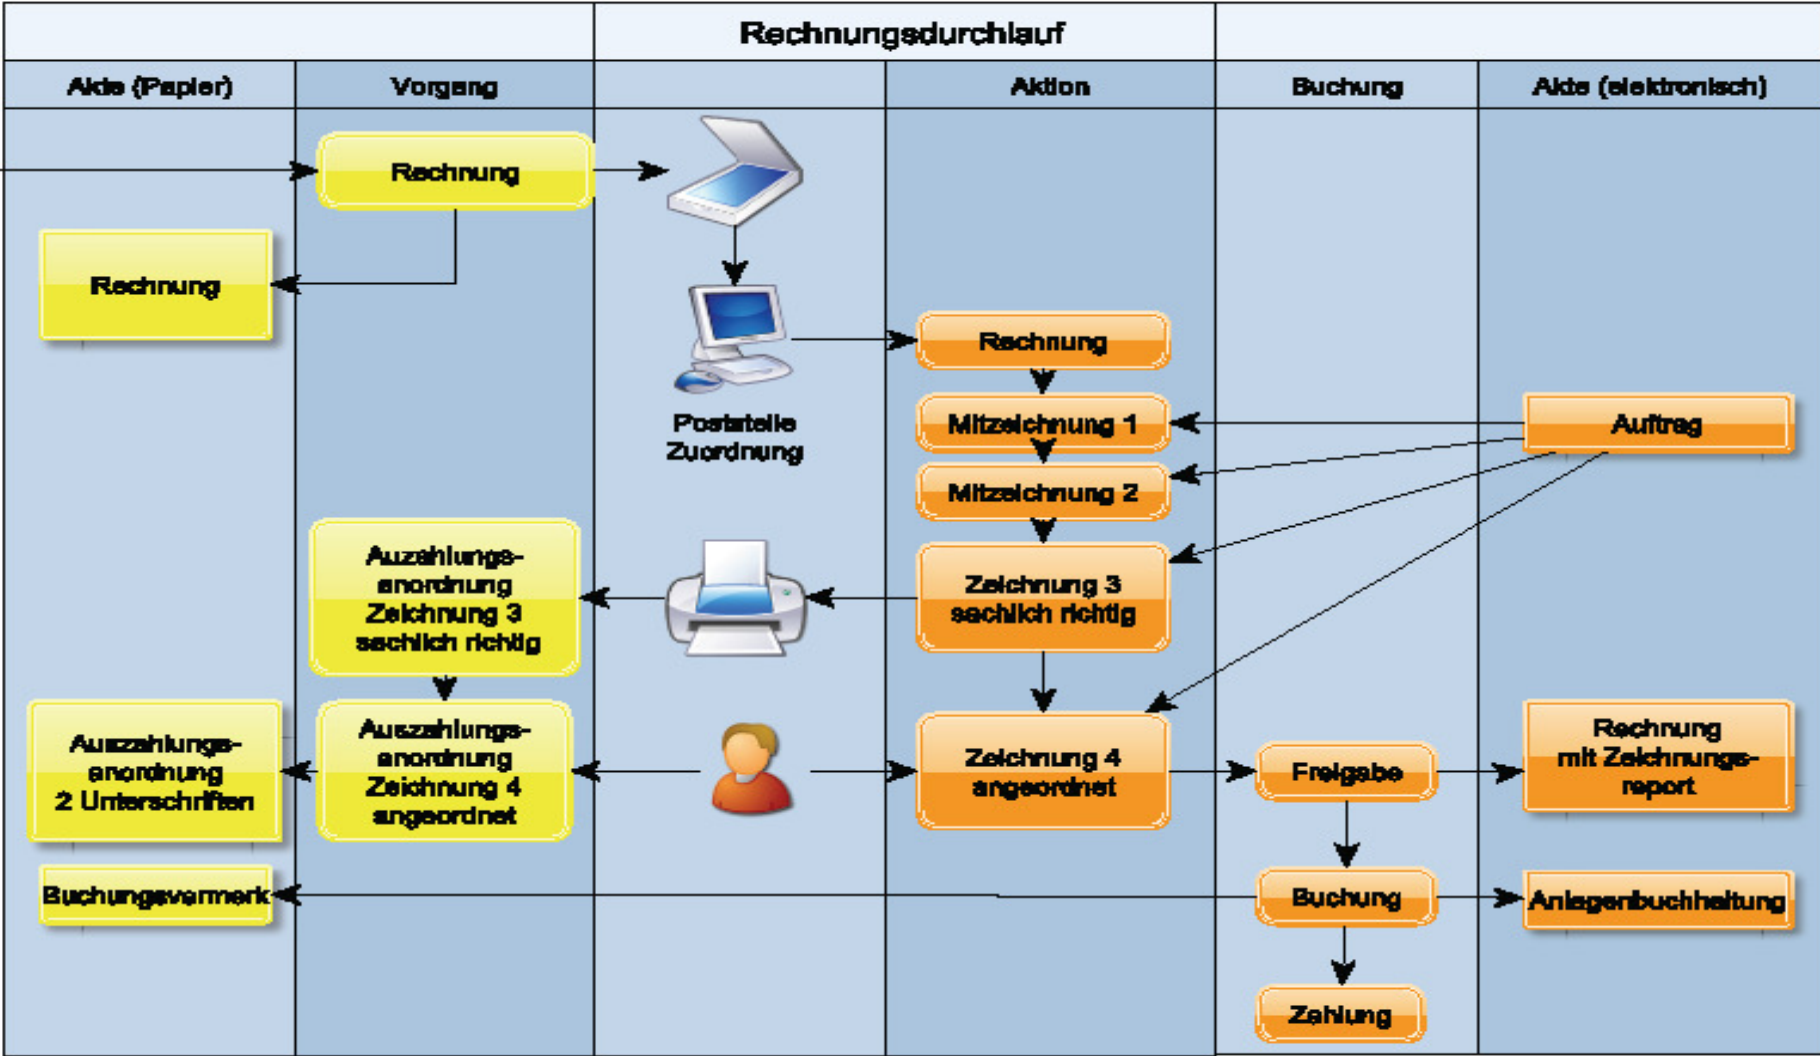 Rechnungsdurchlauf
Akte (Papier)
Vorgang
Aktion
Buchung
Akte (elektronisch)
Rechnung
Rechnung
Rechnung
Poststelle
Zuordnung
Mitzeichnung 1
Auftrag
Mitzeichnung 2
Auzahlungs-
anordnung
Zeichnung 3
sachlich richtig
Zeichnung 3
sachlich richtig
Auszahlungs-
anordnung
2 Unterschriften
Auszahlungs-
anordnung
Zeichnung 4
angeordnet
Zeichnung 4
angeordnet
Freigabe
Rechnung
mit Zeichnungs-
report
Buchungsvermerk
Buchung
Anlagenbuchhaltung
Zahlung